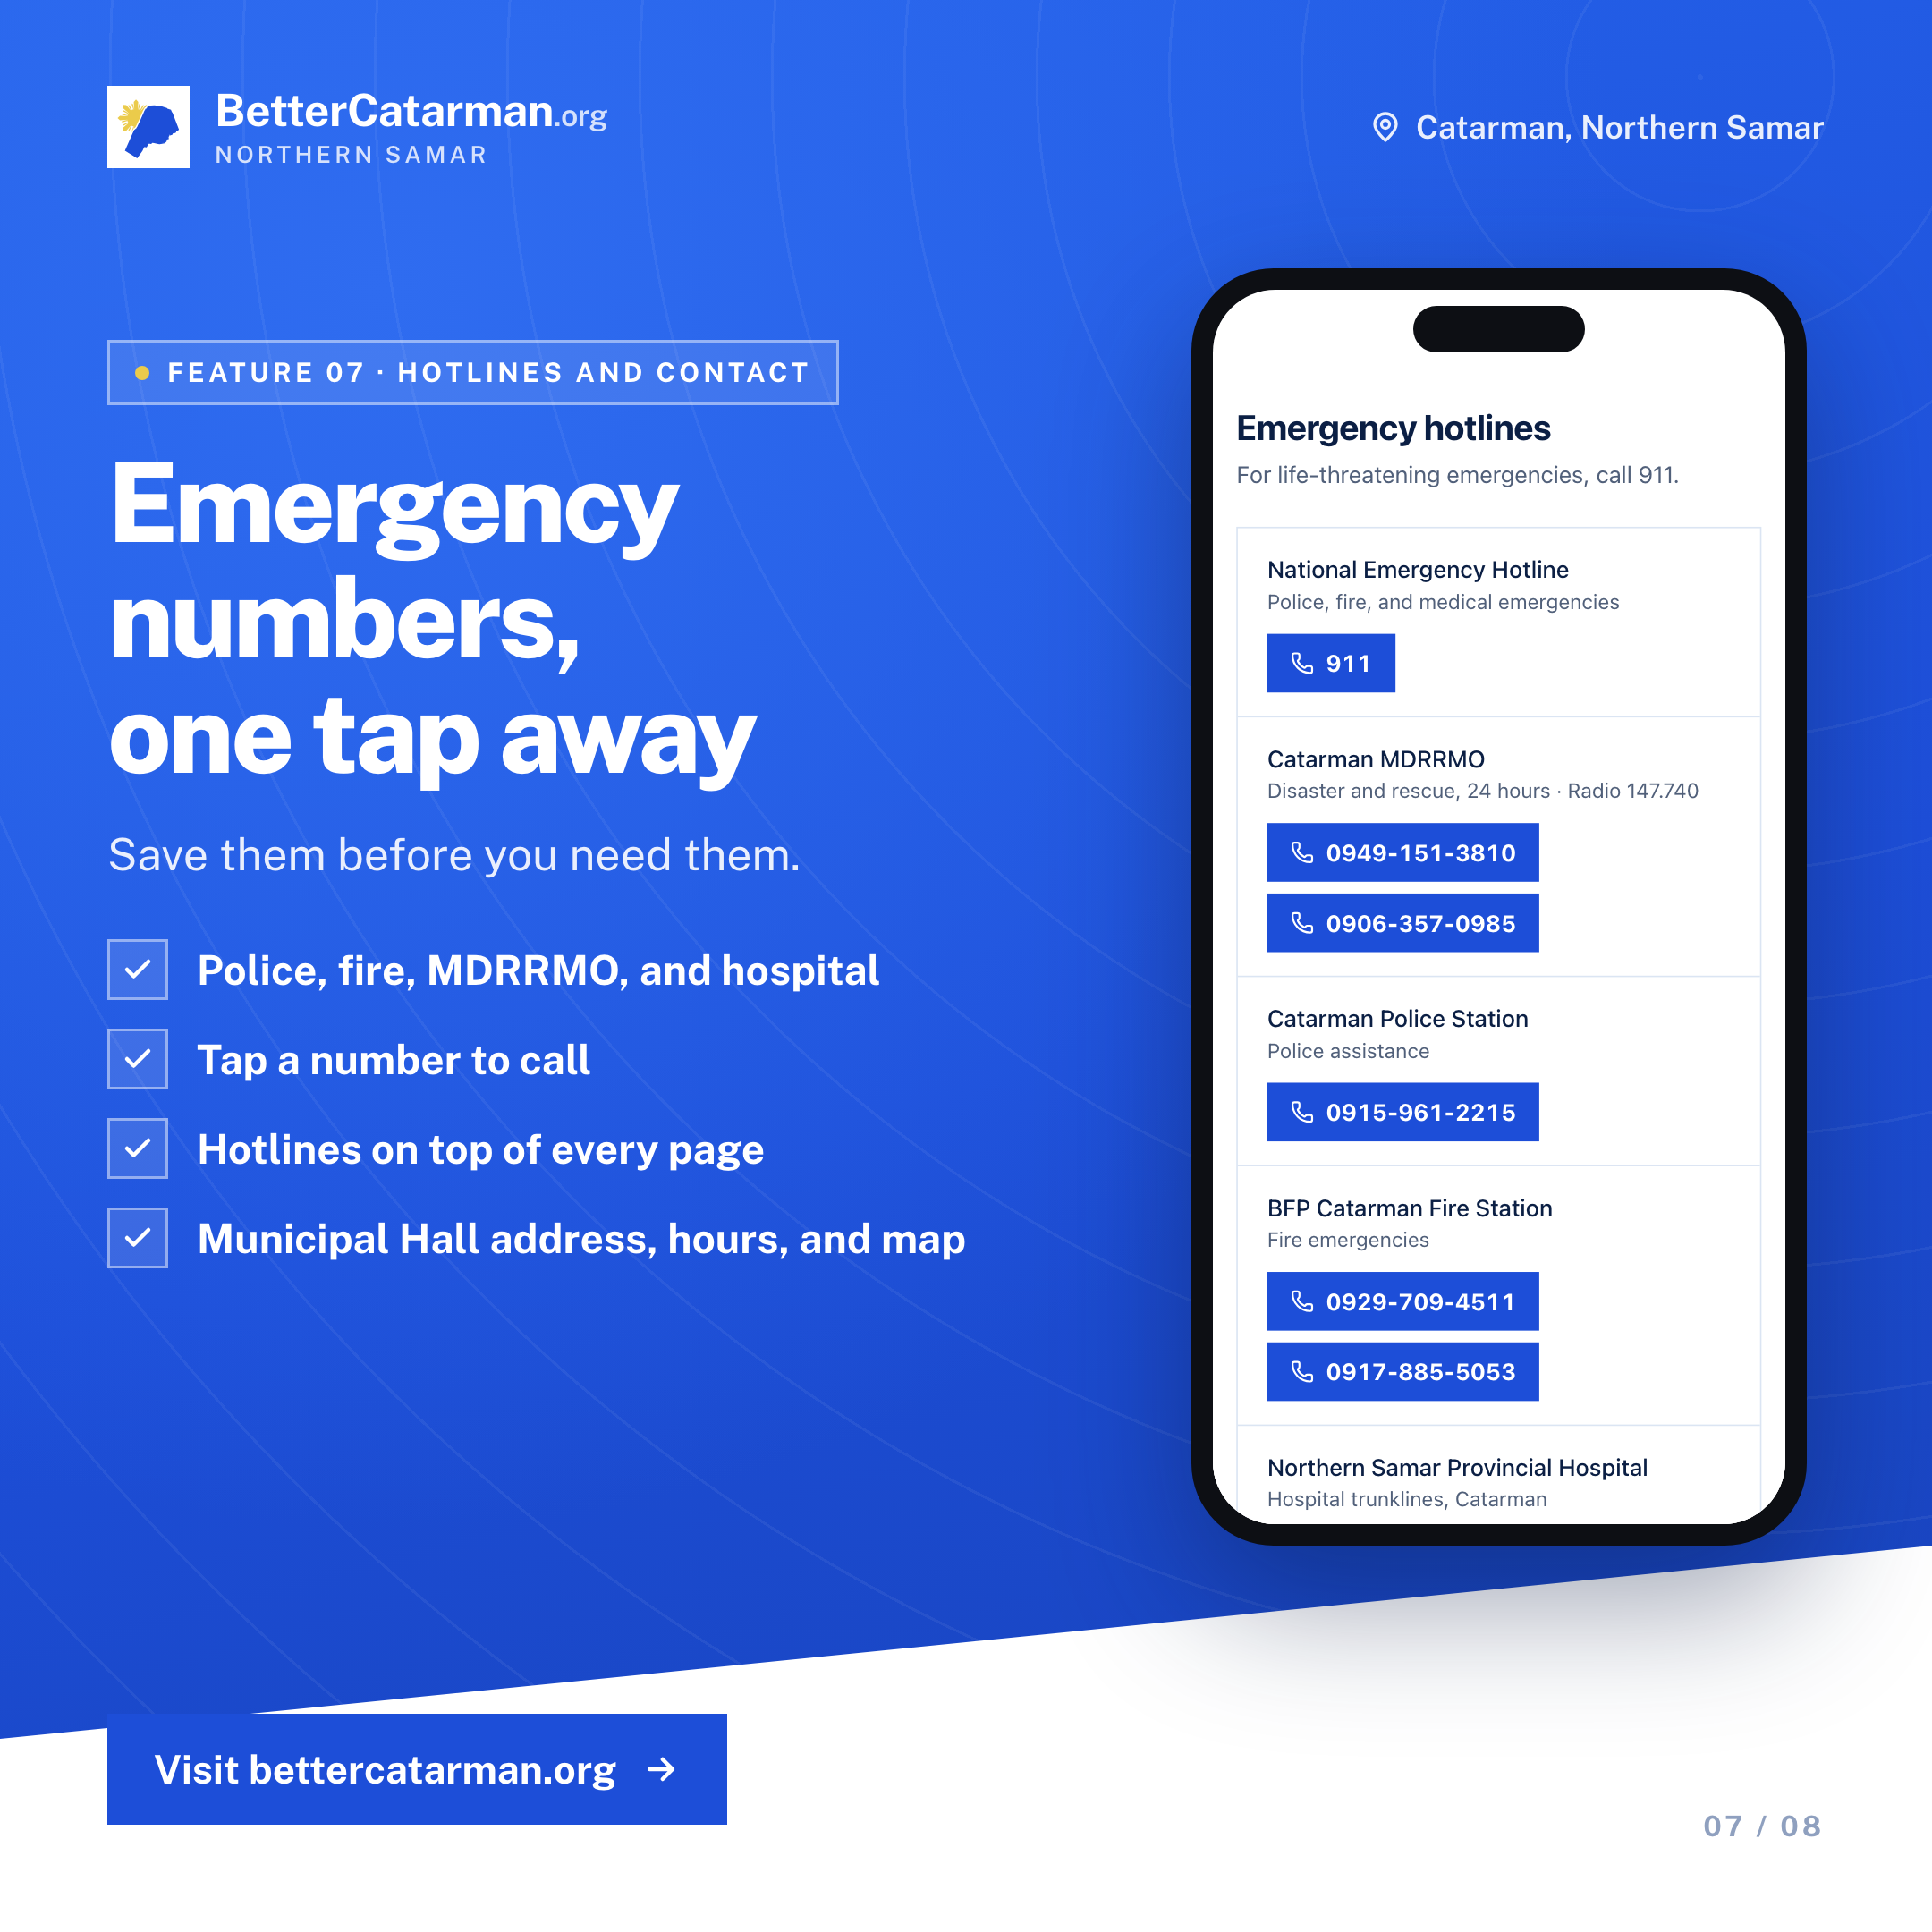 BetterCatarman.org
NORTHERN SAMAR
Catarman, Northern Samar
FEATURE 07 · HOTLINES AND CONTACT
Emergency
numbers,
one tap away
Save them before you need them.
Police, fire, MDRRMO, and hospital
Tap a number to call
Hotlines on top of every page
Municipal Hall address, hours, and map
Emergency hotlines
For life-threatening emergencies, call 911.
National Emergency Hotline
Police, fire, and medical emergencies
911
Catarman MDRRMO
Disaster and rescue, 24 hours · Radio 147.740
0949-151-3810
0906-357-0985
Catarman Police Station
Police assistance
0915-961-2215
BFP Catarman Fire Station
Fire emergencies
0929-709-4511
0917-885-5053
Northern Samar Provincial Hospital
Hospital trunklines, Catarman
Visit bettercatarman.org
07 / 08